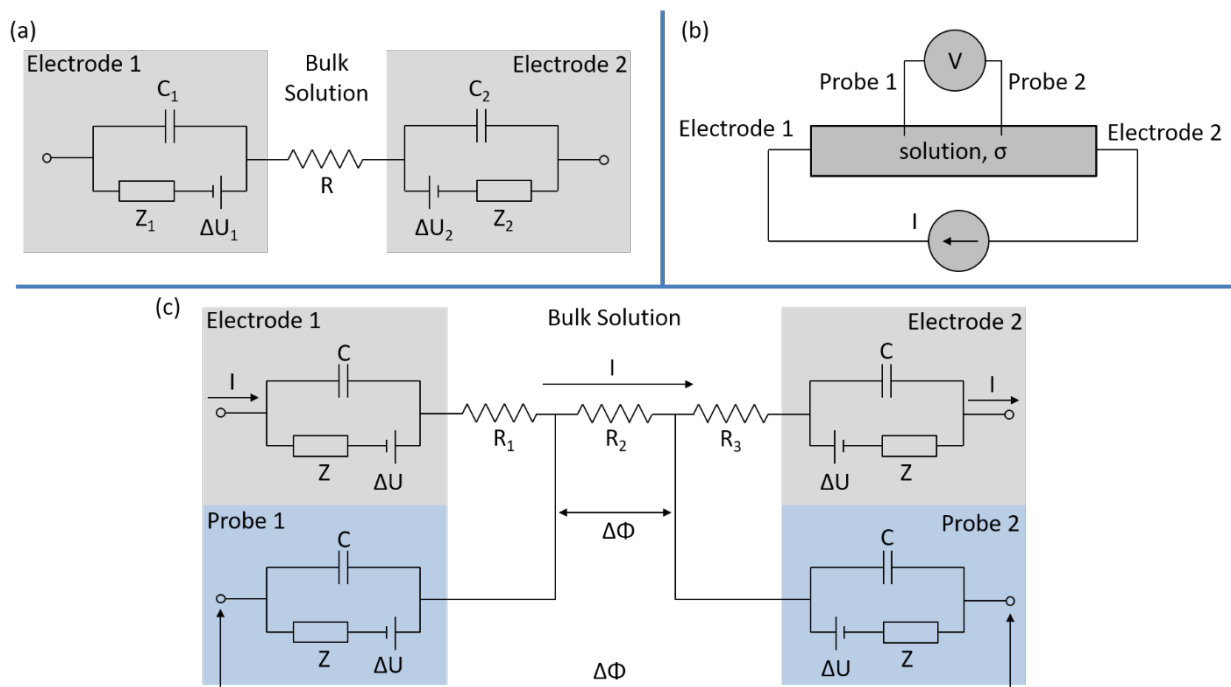 (a)
Electrode 1
Bulk
Solution
Electrode 2
C1
C2
R
Z1
ΔU1
ΔU2
Z2
(b)
V
Probe 1
Probe 2
Electrode 1
Electrode 2
solution, σ
I
(c)
Electrode 1
Bulk Solution
Electrode 2
C
I
C
I
I
R1
R2
R3
Z
ΔU
ΔU
Z
Probe 1
ΔΦ
Probe 2
C
C
Z
ΔU
ΔΦ
ΔU
Z